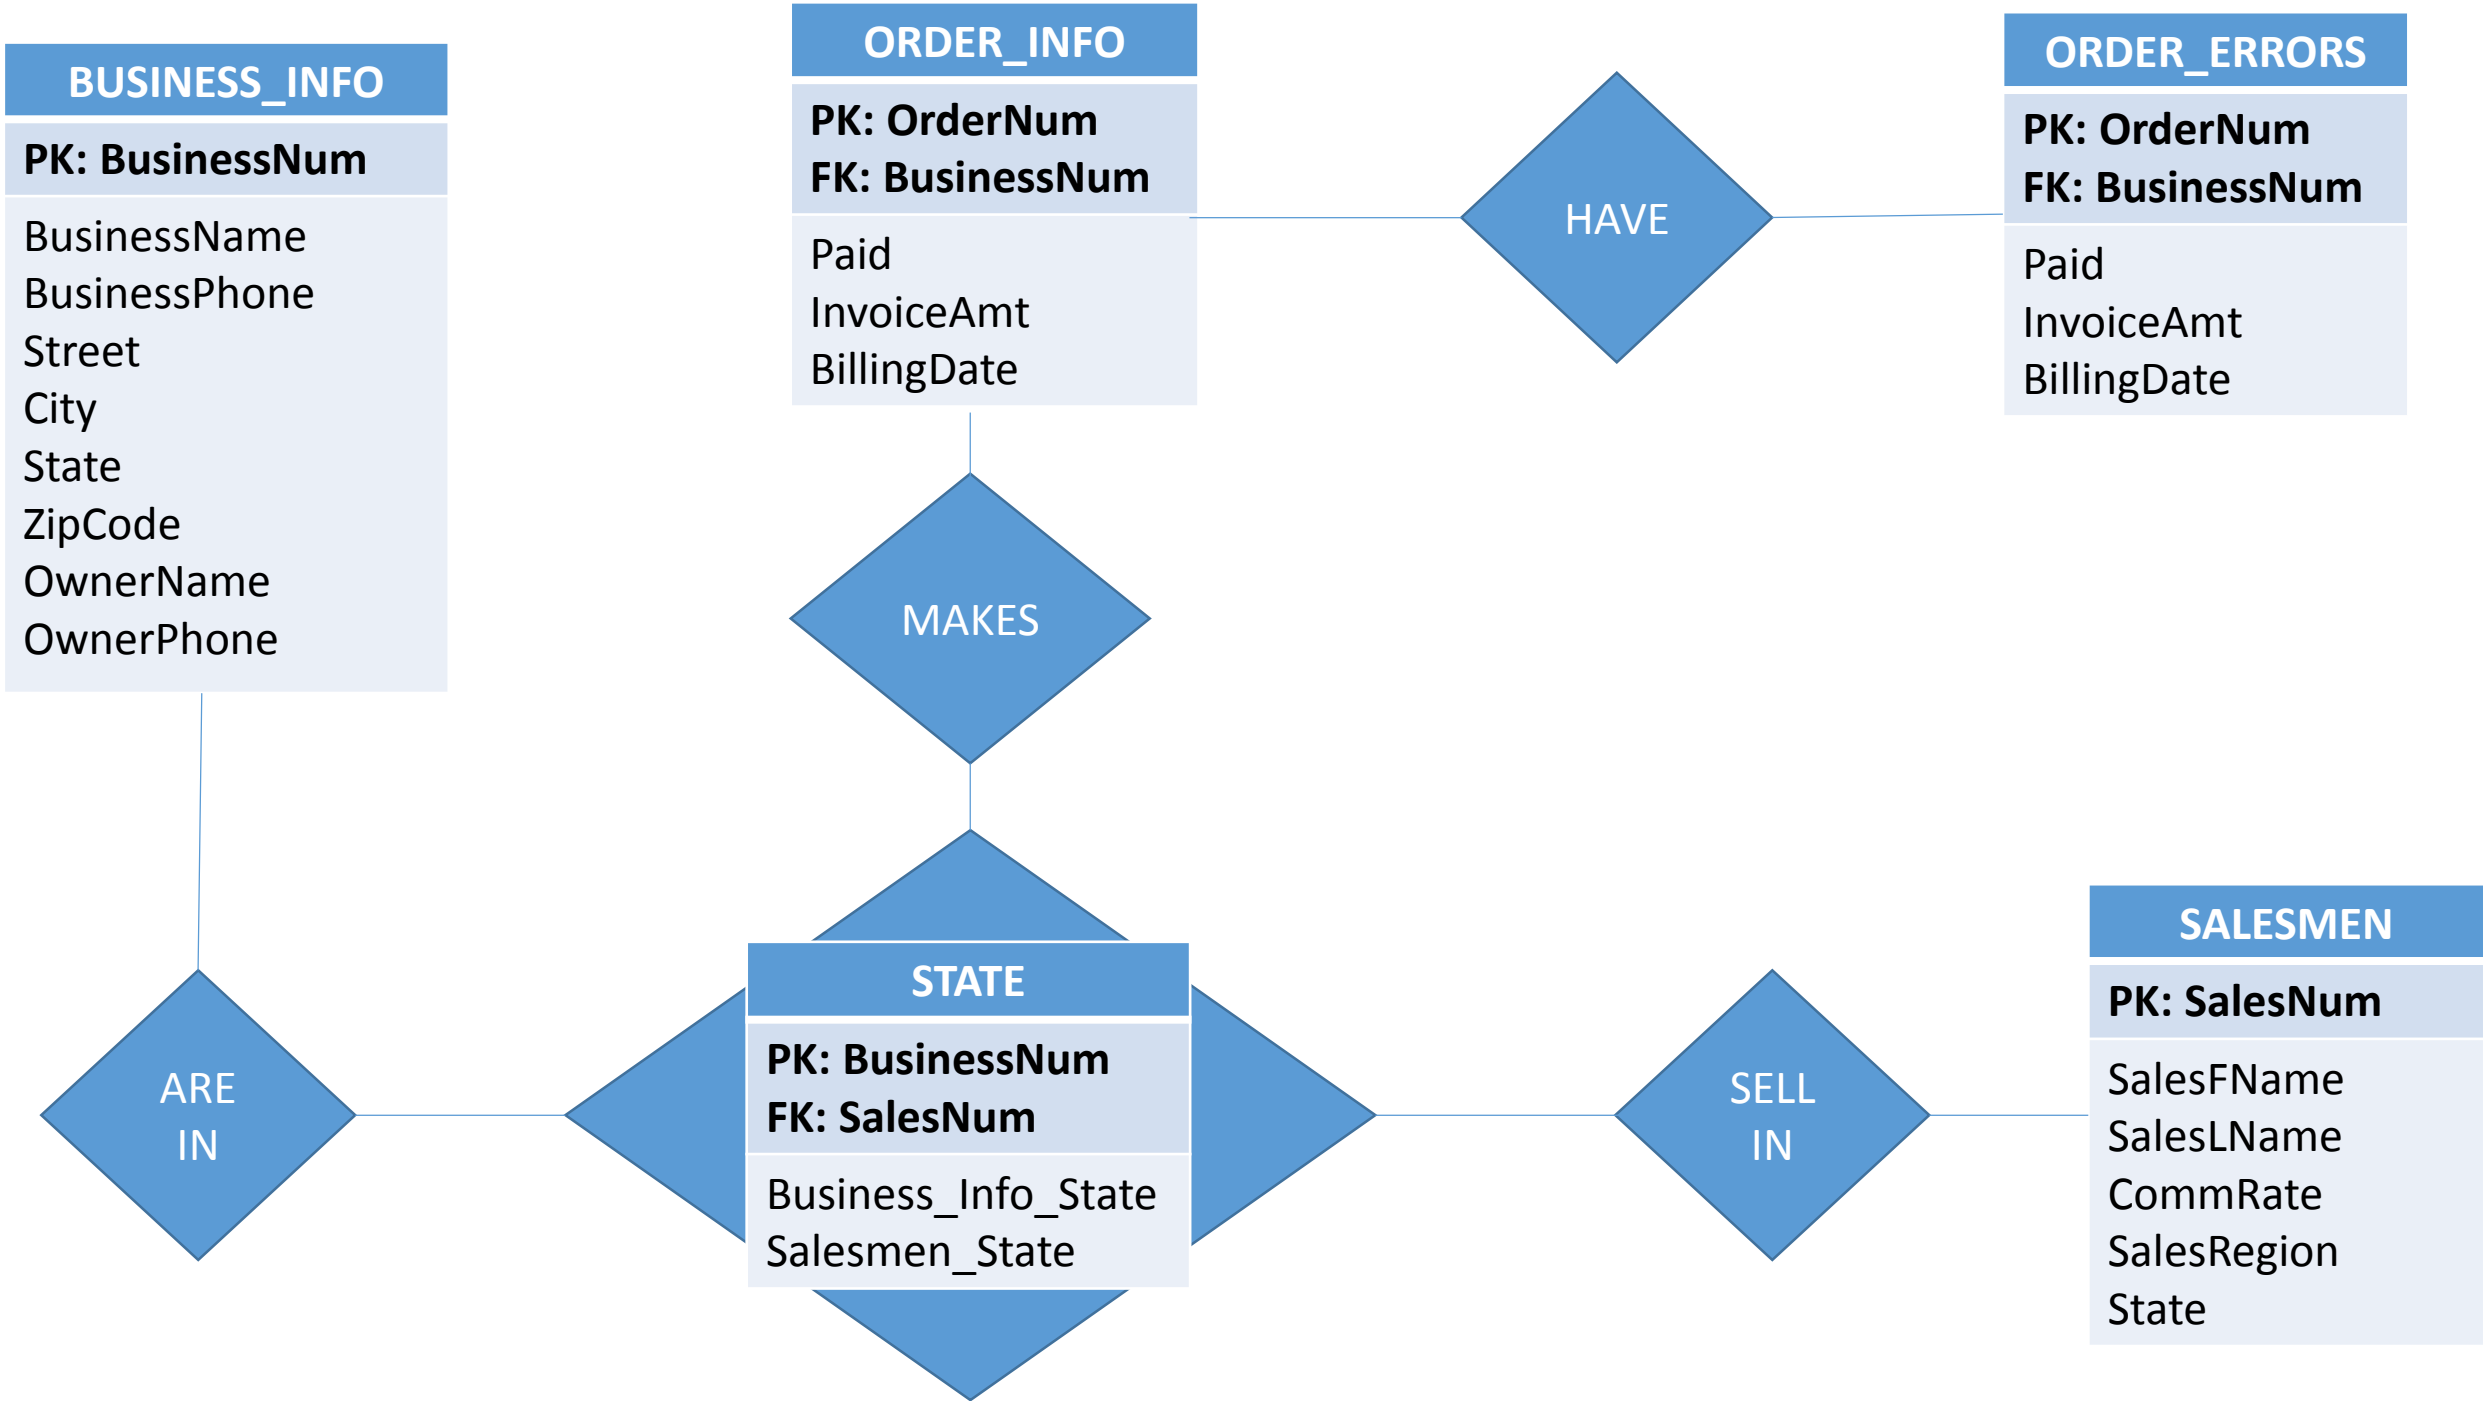 BUSINESS_INFO
PK: BusinessNum
BusinessName
BusinessPhone
Street
City
State
ZipCode
OwnerName
OwnerPhone
ORDER_INFO
PK: OrderNum
FK: BusinessNum
Paid
InvoiceAmt
BillingDate
HAVE
ORDER_ERRORS
PK: OrderNum
FK: BusinessNum
Paid
InvoiceAmt
BillingDate
MAKES
ARE
IN
STATE
PK: BusinessNum
FK: SalesNum
Business_Info_State
Salesmen_State
SELL
IN
SALESMEN
PK: SalesNum
SalesFName
SalesLName
CommRate
SalesRegion
State